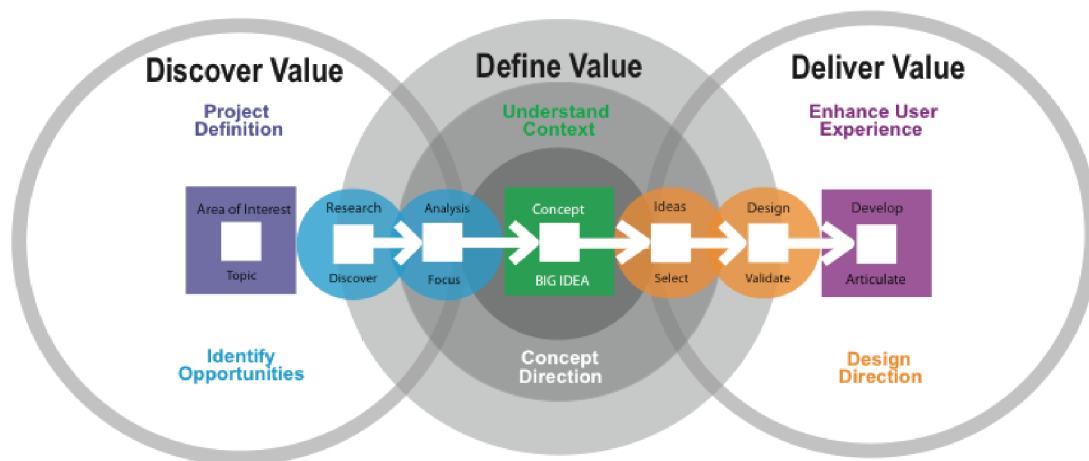 Discover Value
Define Value
Deliver Value
Project
Definition
Understand
Context
Enhance User
Experience
Area of Interest
Topic
Research
Discover
Analysis
Focus
Concept
BIG IDEA
Ideas
Select
Design
Validate
Develop
Articulate
Identify
Opportunities
Concept
Direction
Design
Direction